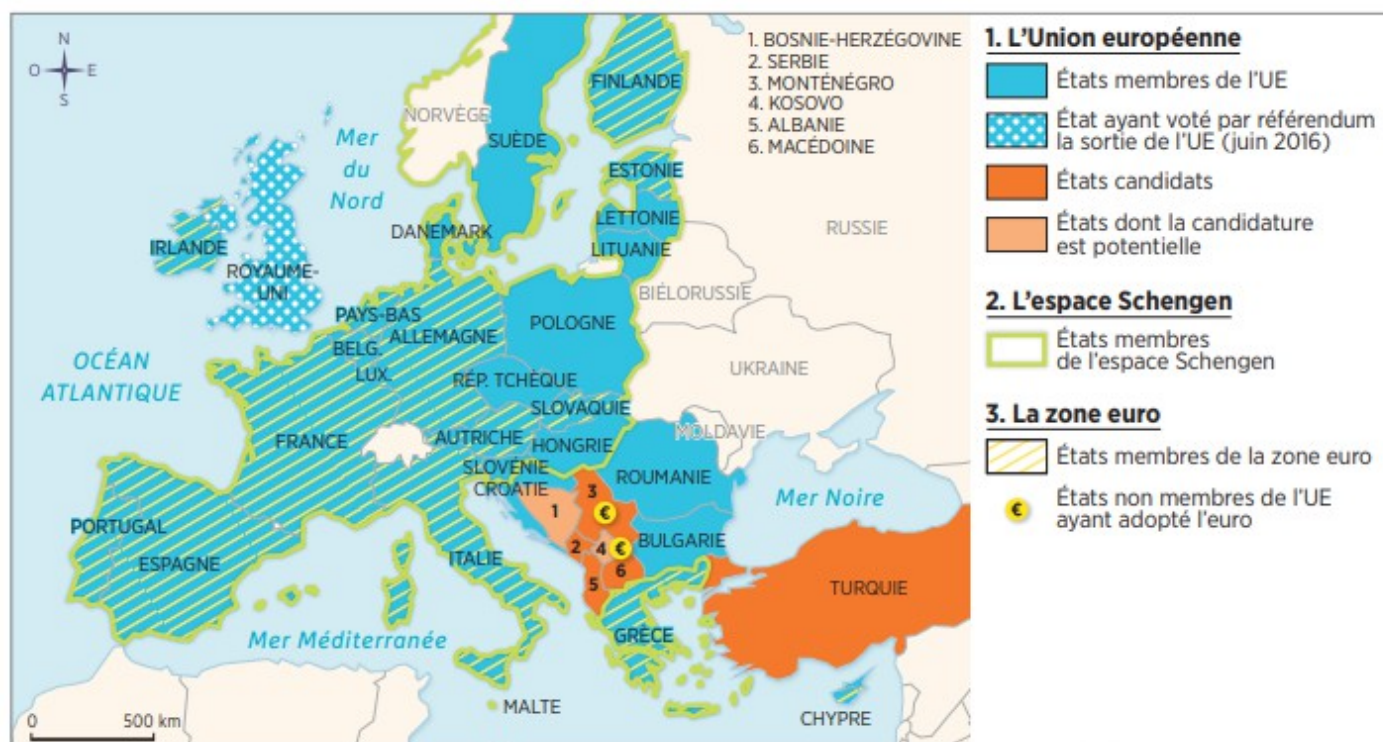 N
O E
S
1. BOSNIE-HERZÉGOVINE
2. SERBIE
3. MONTÉNÉGRO
4. KOSOVO
5. ALBANIE
6. MACÉDOINE
FINLANDE
NORVÈGE
SUÈDE
Mer
du
Nord
ESTONIE
LETTONIE
LITUANIE
RUSSIE
DANEMARK
IRLANDE
ROYAUME-
UNI
BIÉLORUSSIE
PAYS-BAS
ALLEMAGNE
POLOGNE
BELG.
LUX.
OCÉAN
ATLANTIQUE
UKRAINE
RÉP. TCHÈQUE
SLOVAQUIE
MOLDAVIE
FRANCE
AUTRICHE
HONGRIE
SLOVÉNIE
CROATIE
ROUMANIE
Mer Noire
3
1
€
PORTUGAL
ESPAGNE
ITALIE
2
4
€
BULGARIE
5
6
TURQUIE
Mer Méditerranée
GRÈCE
MALTE
CHYPRE
0 500 km
1. L'Union européenne
États membres de l'UE
État ayant voté par référendum
la sortie de l'UE (juin 2016)
États candidats
États dont la candidature
est potentielle
2. L'espace Schengen
États membres
de l'espace Schengen
3. La zone euro
États membres de la zone euro
€ États non membres de l'UE
ayant adopté l'euro